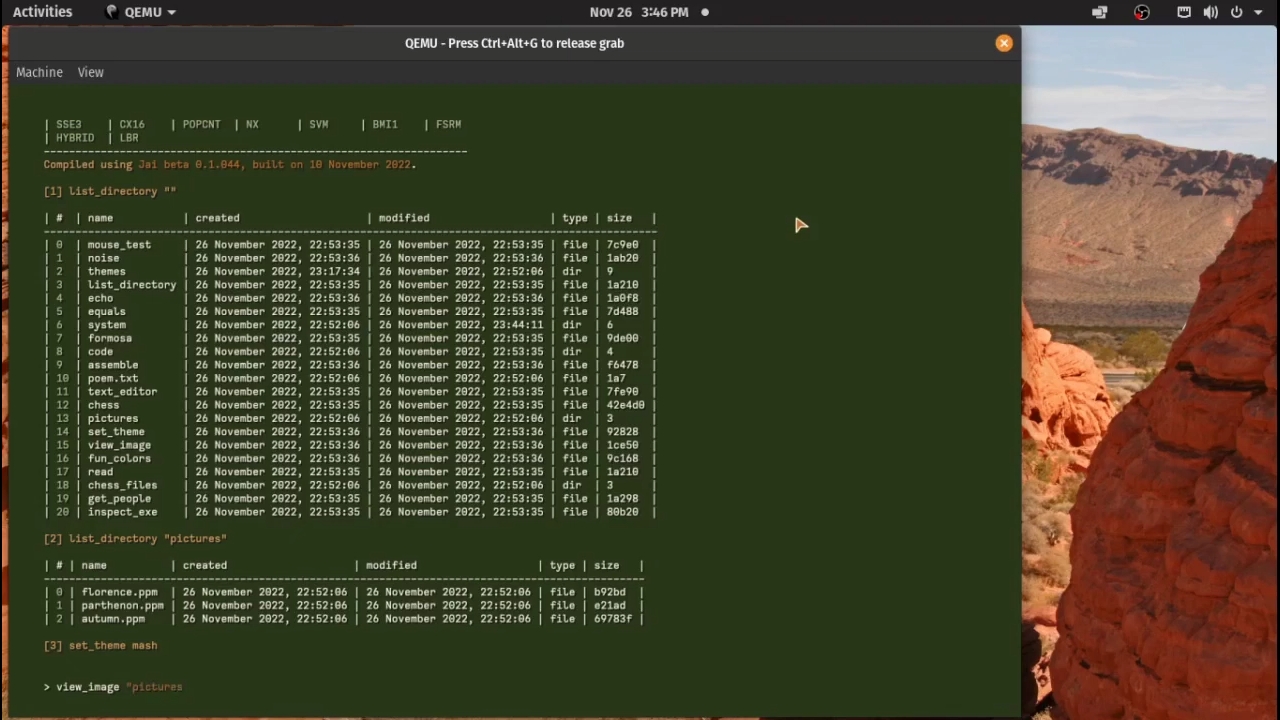 Activities QEMU Nov 26 3:46 PM
QEMU - Press Ctrl+Alt+G to release grab
Machine View
| SSE3 | CX16 | POPCNT | NX | SVM | BMI1 | FSRM
| HYBRID | LBR
Compiled using Jai beta 0.1.044, built on 10 November 2022.
[1] list_directory ""
| # | name | created | modified | type | size |
| 0 | mouse_test | 26 November 2022, 22:53:35 | 26 November 2022, 22:53:35 | file | 7c9e0 |
| 1 | noise | 26 November 2022, 22:53:36 | 26 November 2022, 22:53:36 | file | 1ab20 |
| 2 | themes | 26 November 2022, 23:17:34 | 26 November 2022, 22:52:06 | dir | 9 |
| 3 | list_directory | 26 November 2022, 22:53:35 | 26 November 2022, 22:53:35 | file | 1a210 |
| 4 | echo | 26 November 2022, 22:53:36 | 26 November 2022, 22:53:36 | file | 1a0f8 |
| 5 | equals | 26 November 2022, 22:53:35 | 26 November 2022, 22:53:35 | file | 7d488 |
| 6 | system | 26 November 2022, 22:52:06 | 26 November 2022, 23:44:11 | dir | 6 |
| 7 | formosa | 26 November 2022, 22:53:35 | 26 November 2022, 22:53:35 | file | 9de00 |
| 8 | code | 26 November 2022, 22:52:06 | 26 November 2022, 22:52:06 | dir | 4 |
| 9 | assemble | 26 November 2022, 22:53:36 | 26 November 2022, 22:53:36 | file | f6478 |
| 10 | poem.txt | 26 November 2022, 22:52:06 | 26 November 2022, 22:52:06 | file | 1a7 |
| 11 | text_editor | 26 November 2022, 22:53:35 | 26 November 2022, 22:53:35 | file | 7fe90 |
| 12 | chess | 26 November 2022, 22:53:35 | 26 November 2022, 22:53:35 | file | 42e4d0 |
| 13 | pictures | 26 November 2022, 22:52:06 | 26 November 2022, 22:52:06 | dir | 3 |
| 14 | set_theme | 26 November 2022, 22:53:36 | 26 November 2022, 22:53:36 | file | 92828 |
| 15 | view_image | 26 November 2022, 22:53:36 | 26 November 2022, 22:53:36 | file | 1ce50 |
| 16 | fun_colors | 26 November 2022, 22:53:36 | 26 November 2022, 22:53:36 | file | 9c168 |
| 17 | read | 26 November 2022, 22:53:35 | 26 November 2022, 22:53:35 | file | 1a210 |
| 18 | chess_files | 26 November 2022, 22:52:06 | 26 November 2022, 22:52:06 | dir | 3 |
| 19 | get_people | 26 November 2022, 22:53:35 | 26 November 2022, 22:53:35 | file | 1a298 |
| 20 | inspect_exe | 26 November 2022, 22:53:35 | 26 November 2022, 22:53:35 | file | 80b20 |
[2] list_directory "pictures"
| # | name | created | modified | type | size |
| 0 | florence.ppm | 26 November 2022, 22:52:06 | 26 November 2022, 22:52:06 | file | b92bd |
| 1 | parthenon.ppm | 26 November 2022, 22:52:06 | 26 November 2022, 22:52:06 | file | e21ad |
| 2 | autumn.ppm | 26 November 2022, 22:52:06 | 26 November 2022, 22:52:06 | file | 69783f |
[3] set_theme mash
> view_image "pictures